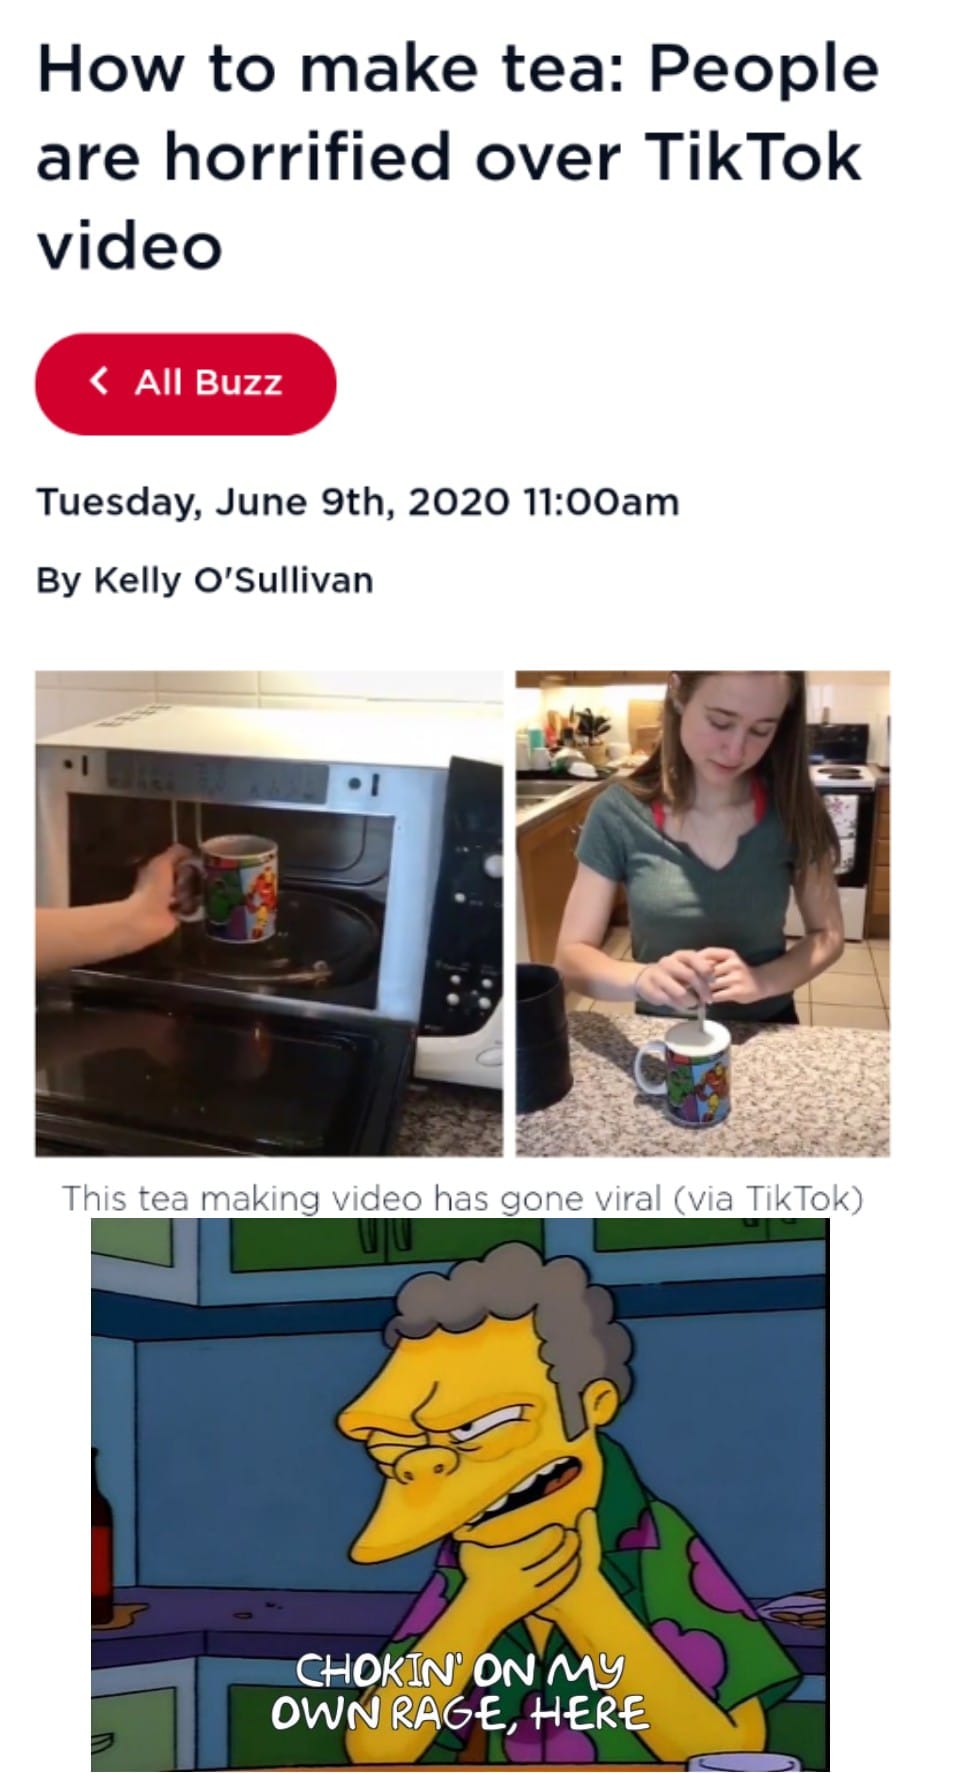 How to make tea: People
are horrified over TikTok
video
All Buzz
Tuesday, June 9th, 2020 11:00am
By Kelly O'Sullivan
This tea making video has gone viral (via TikTok)
CHOKIN' ON MY
OWN RAGE, HERE